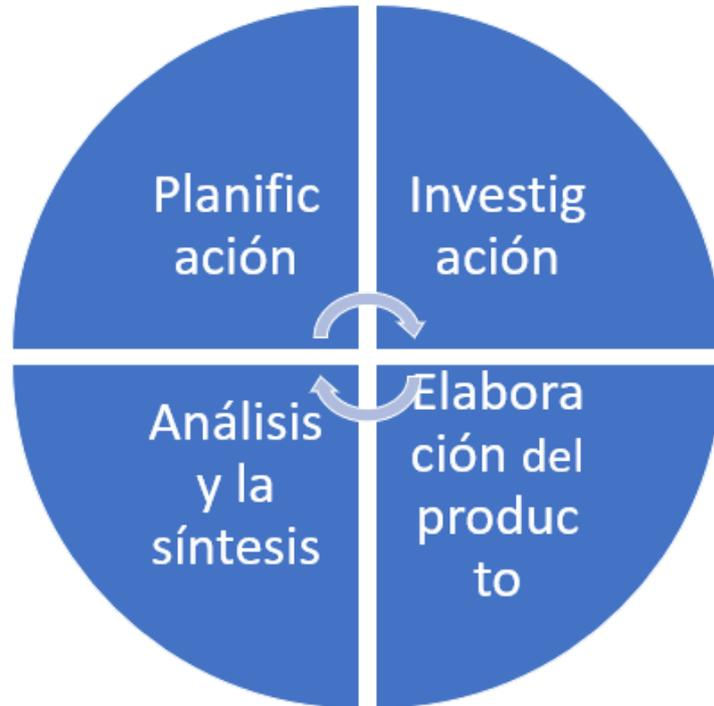 Planific
ación
Investig
ación
Elabora
ción del
produc
to
Análisis
y la
síntesis